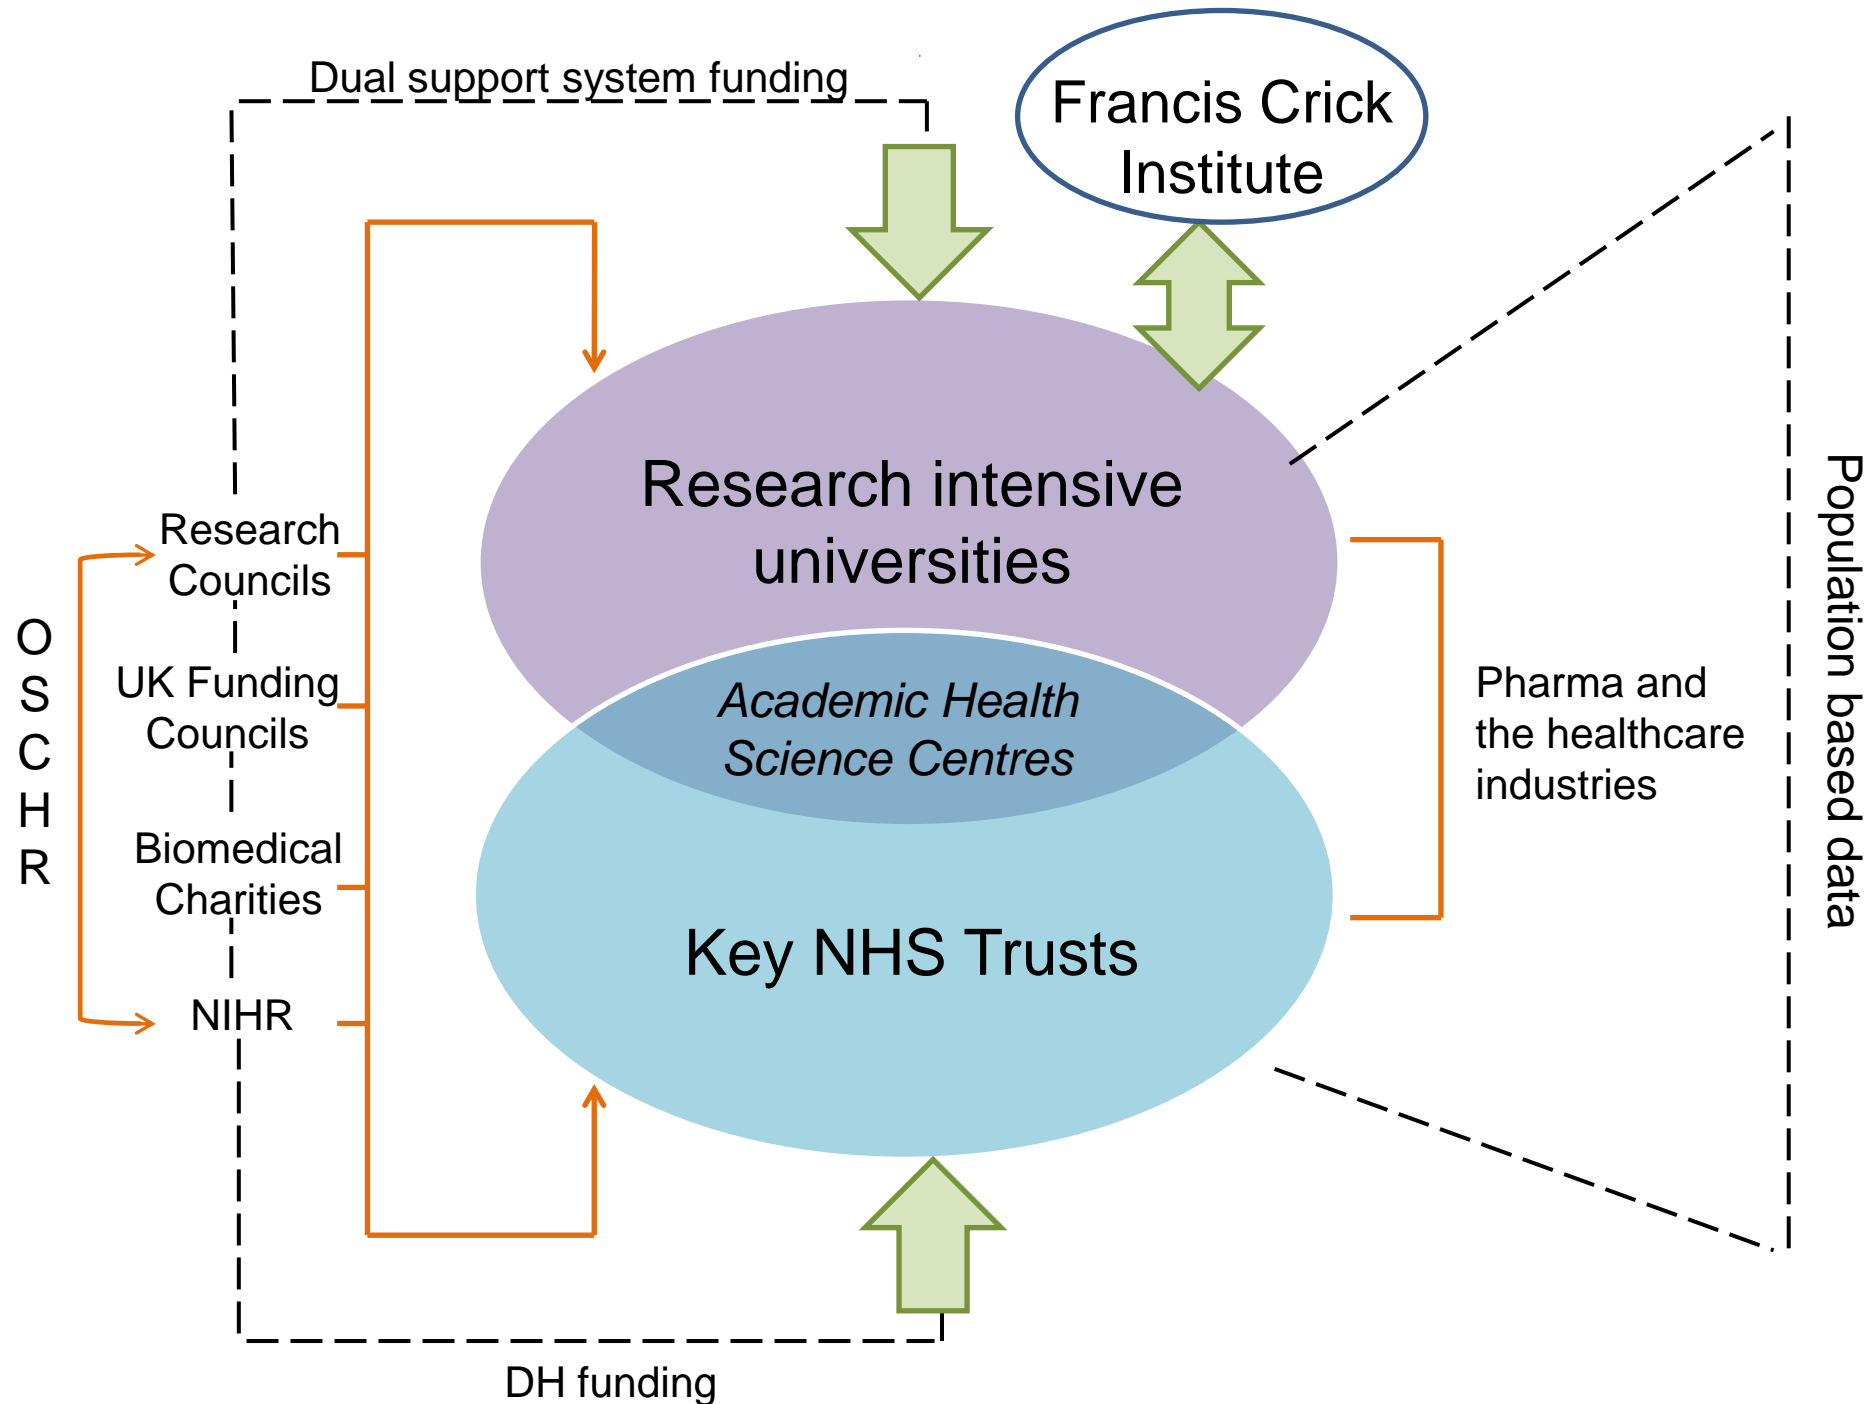 Dual support system funding
Francis Crick
Institute
Research intensive
universities
Research
Councils
O
S
C
H
R
UK Funding
Councils
Academic Health
Science Centres
Pharma and
the healthcare
industries
Population based data
Biomedical
Charities
Key NHS Trusts
NIHR
DH funding